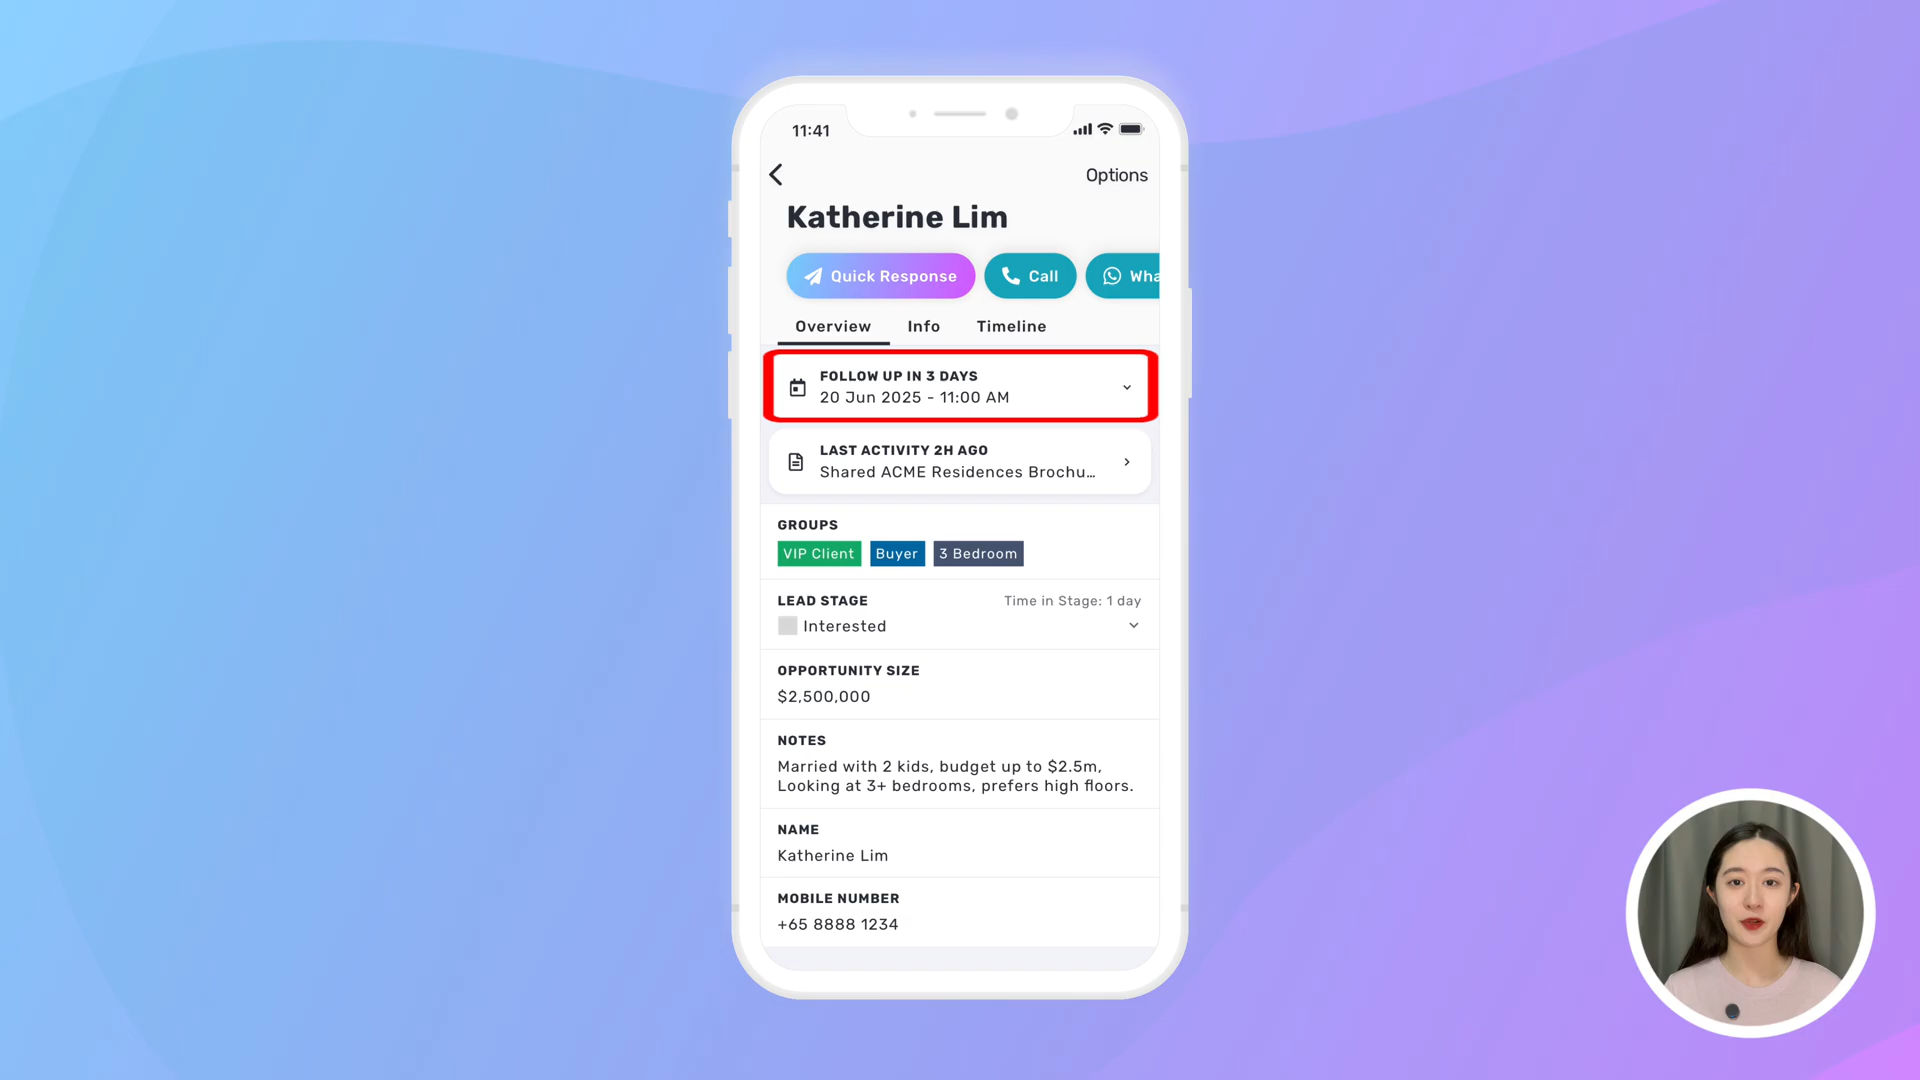 11:41
Options
Katherine Lim
Quick Response
Call
Wha
Overview
Info
Timeline
FOLLOW UP IN 3 DAYS
20 Jun 2025 - 11:00 AM
LAST ACTIVITY 2H AGO
Shared ACME Residences Brochu...
GROUPS
VIP Client
Buyer
3 Bedroom
LEAD STAGE
Time in Stage: 1 day
Interested
OPPORTUNITY SIZE
$2,500,000
NOTES
Married with 2 kids, budget up to $2.5m,
Looking at 3+ bedrooms, prefers high floors.
NAME
Katherine Lim
MOBILE NUMBER
+65 8888 1234